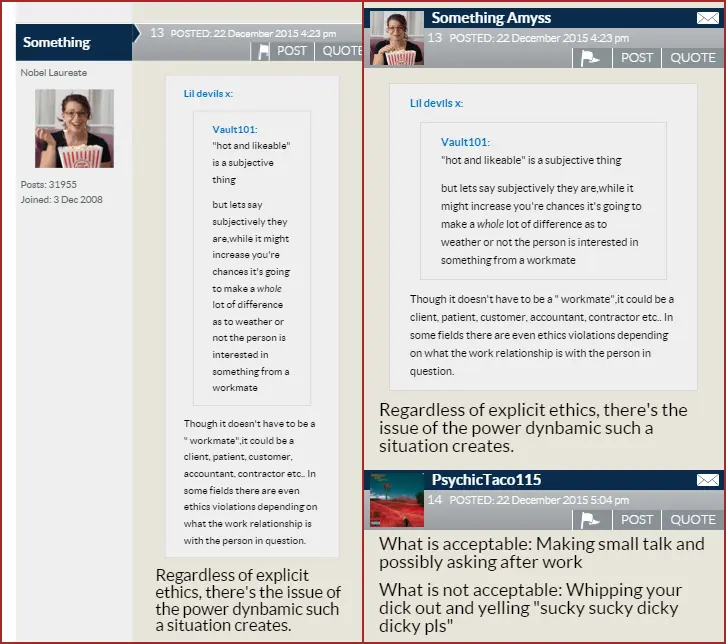 Something
Nobel Laureate
Posts: 31955
Joined: 3 Dec 2008
13 POSTED: 22 December 2015 4:23 pm
POST QUOTE
Lil devils x:
Vault101:
"hot and likeable"
is a subjective
thing
but lets say
subjectively they
are,while it might
increase you're
chances it's going
to make a whole
lot of difference
as to weather or
not the person is
interested in
something from a
workmate
Though it doesn't have to be a
" workmate",it could be a
client, patient, customer,
accountant, contractor etc.. In
some fields there are even
ethics violations depending on
what the work relationship is
with the person in question.
Regardless of explicit
ethics, there's the issue of
the power dynbamic such
a situation creates.
Something Amyss
13 POSTED: 22 December 2015 4:23 pm
POST QUOTE
Lil devils x:
Vault101:
"hot and likeable" is a subjective thing
but lets say subjectively they are,while it
might increase you're chances it's going to
make a whole lot of difference as to
weather or not the person is interested in
something from a workmate
Though it doesn't have to be a " workmate",it could be a
client, patient, customer, accountant, contractor etc.. In
some fields there are even ethics violations depending
on what the work relationship is with the person in
question.
Regardless of explicit ethics, there's the
issue of the power dynbamic such a
situation creates.
PsychicTaco115
14 POSTED: 22 December 2015 5:04 pm
POST QUOTE
What is acceptable: Making small talk and
possibly asking after work
What is not acceptable: Whipping your
dick out and yelling "sucky sucky dicky
dicky pls"